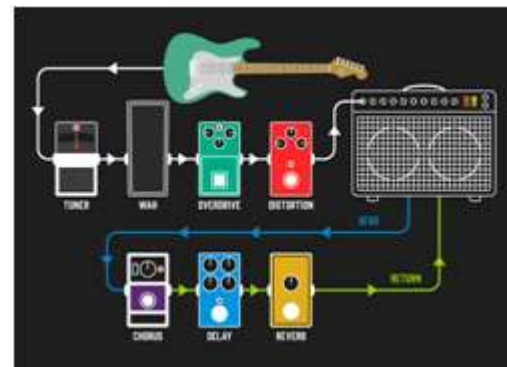 TUNER
WAH
OVERDRIVE
DISTORTION
SEND
RETURN
CHORUS
DELAY
REVERB